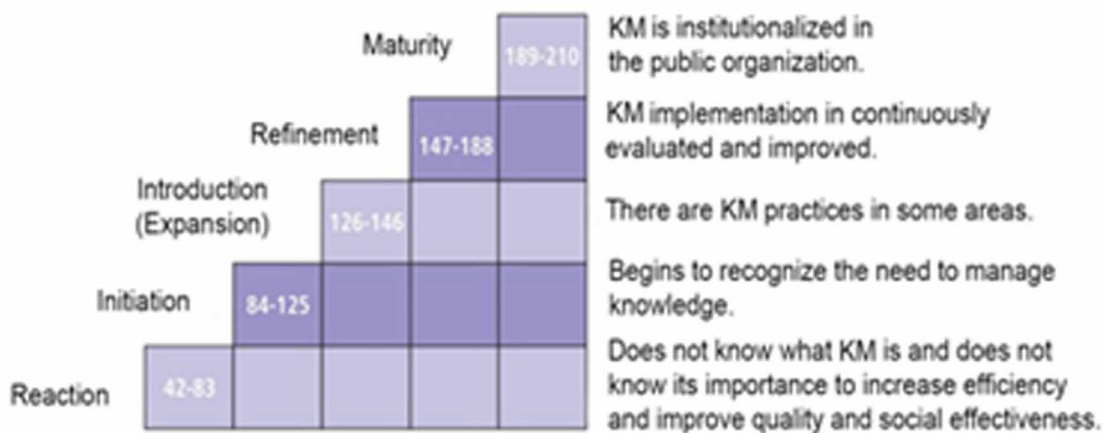 Maturity
189-210
KM is institutionalized in
the public organization.
Refinement
147-188
KM implementation in continuously
evaluated and improved.
Introduction
(Expansion)
126-146
There are KM practices in some areas.
Initiation
84-125
Begins to recognize the need to manage
knowledge.
Reaction
42-83
Does not know what KM is and does not
know its importance to increase efficiency
and improve quality and social effectiveness.